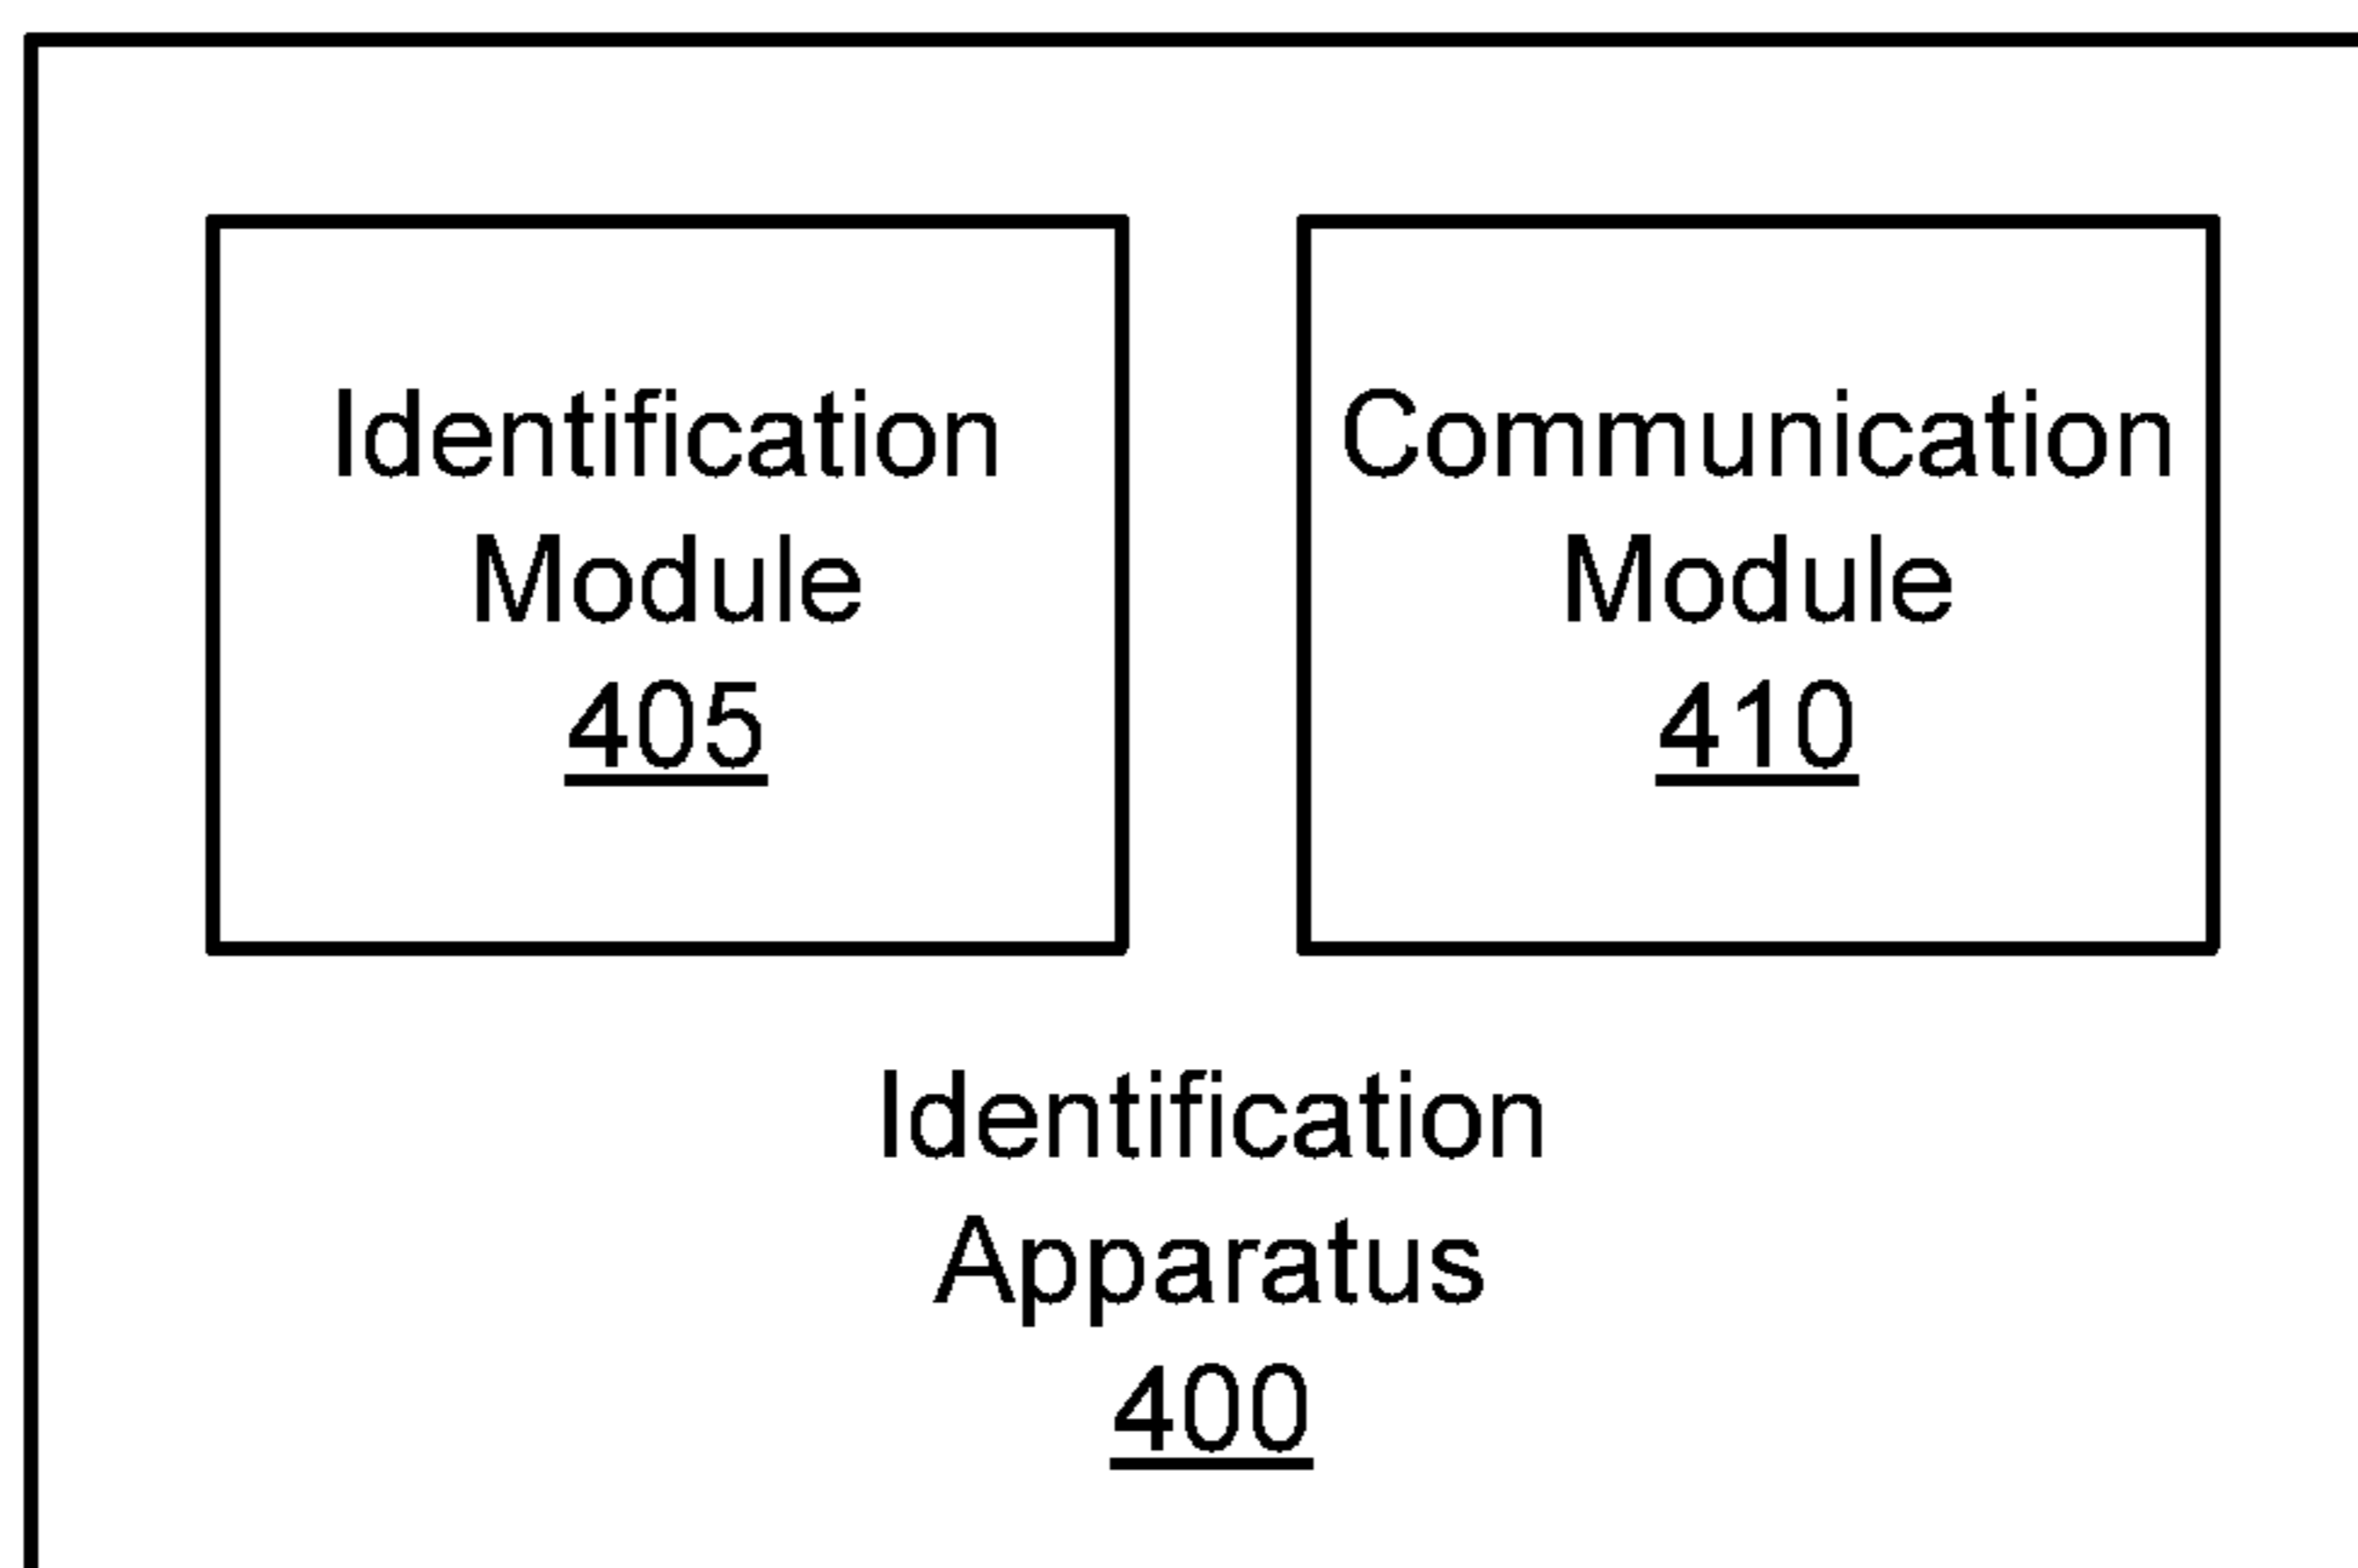 Identification
Module
405
Communication
Module
410
Identification
Apparatus
400